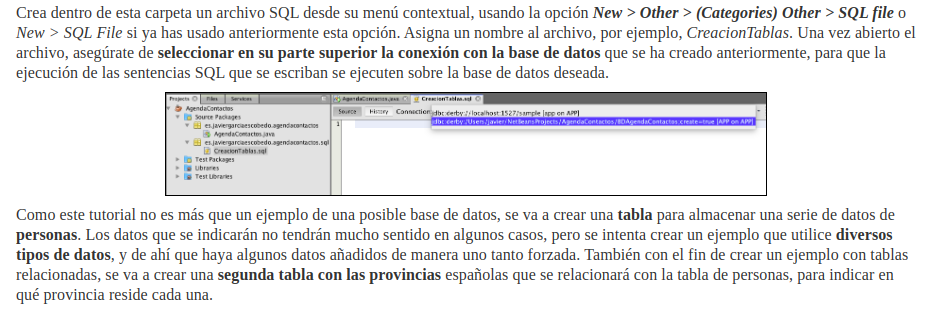 Crea dentro de esta carpeta un archivo SQL desde su menú contextual, usando la opción New > Other > (Categories) Other > SQL file o
New > SQL File si ya has usado anteriormente esta opción. Asigna un nombre al archivo, por ejemplo, CreacionTablas. Una vez abierto el
archivo, asegúrate de seleccionar en su parte superior la conexión con la base de datos que se ha creado anteriormente, para que la
ejecución de las sentencias SQL que se escriban se ejecuten sobre la base de datos deseada.
Projects Files Services
AgendaContactos.java CreacionTablas.sql
AgendaContactos
Source History Connection:
jdbc:derby://localhost:1527/sample [app on APP]
jdbc:derby:/Users/javier/NetBeansProjects/AgendaContactos/BDAgendaContactos;create=true [APP on APP]
Source Packages
es.javiergarciaescobedo.agendacontactos
AgendaContactos.java
es.javiergarciaescobedo.agendacontactos.sql
CreacionTablas.sql
Test Packages
Libraries
Test Libraries
1
Como este tutorial no es más que un ejemplo de una posible base de datos, se va a crear una tabla para almacenar una serie de datos de
personas. Los datos que se indicarán no tendrán mucho sentido en algunos casos, pero se intenta crear un ejemplo que utilice diversos
tipos de datos, y de ahí que haya algunos datos añadidos de manera uno tanto forzada. También con el fin de crear un ejemplo con tablas
relacionadas, se va a crear una segunda tabla con las provincias españolas que se relacionará con la tabla de personas, para indicar en
qué provincia reside cada una.